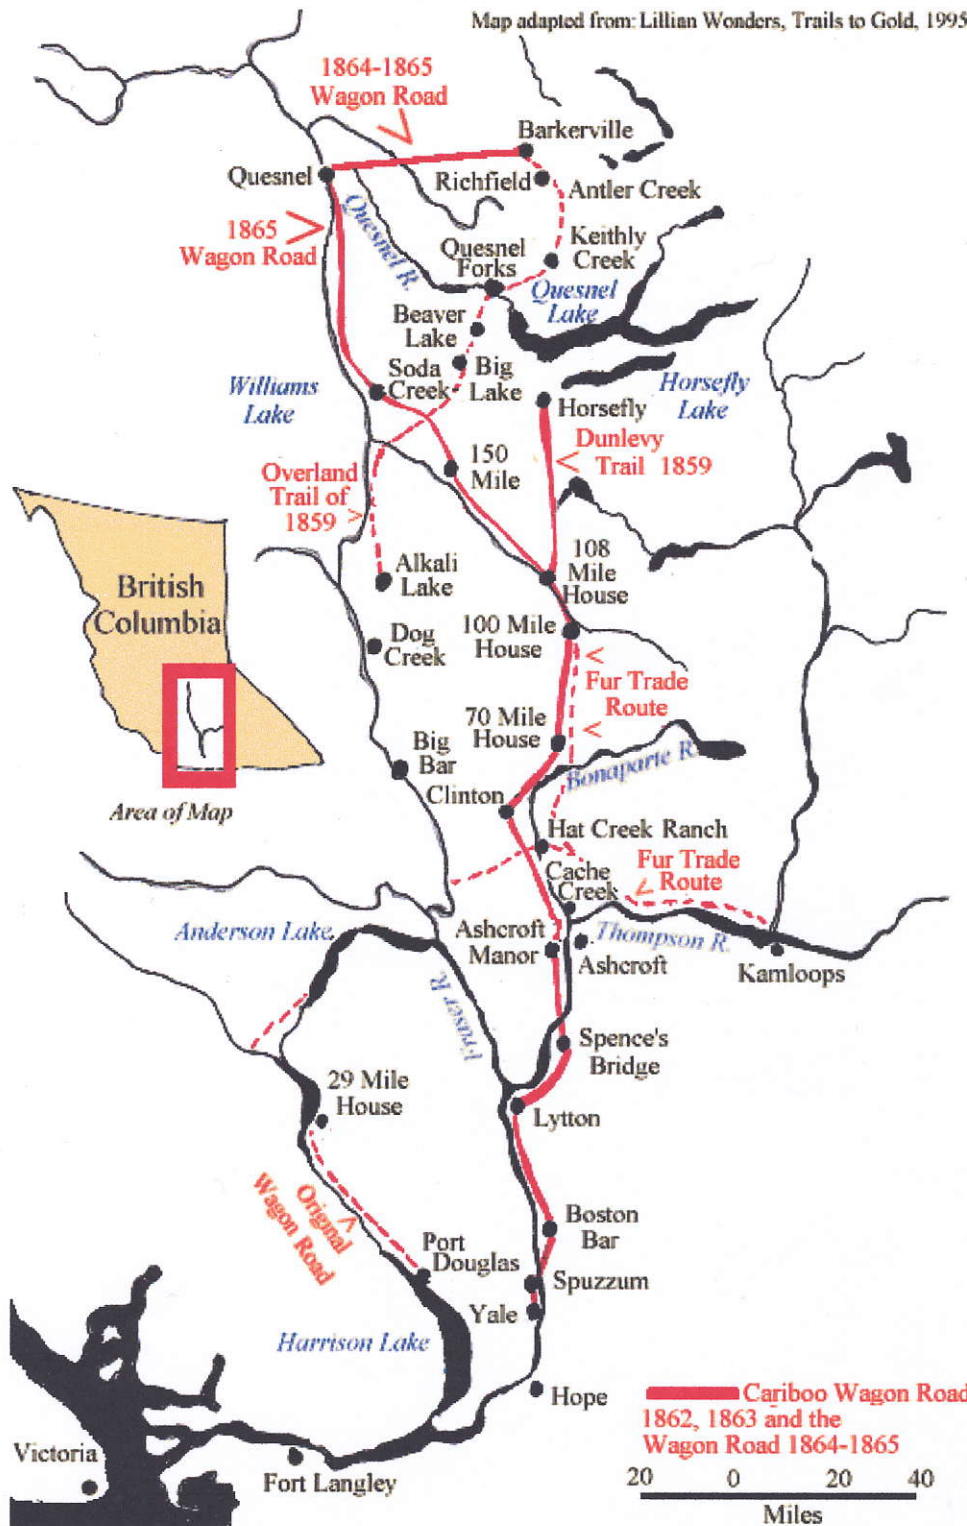 Map adapted from: Lillian Wonders, Trails to Gold, 1995
1864-1865
Wagon Road
Barkerville
Quesnel
Richfield
Antler Creek
1865
Wagon Road
Quesnel R.
Quesnel
Forks
Keithly
Creek
Quesnel
Lake
Beaver
Lake
Soda
Creek
Big
Lake
Williams
Lake
Horsefly
Horsefly
Lake
Dunlevy
Trail 1859
150
Mile
Overland
Trail of
1859
Alkali
Lake
108
Mile
House
British
Columbia
Dog
Creek
100 Mile
House
Fur Trade
Route
70 Mile
House
Big
Bar
Bonaparte R.
Area of Map
Clinton
Hat Creek Ranch
Cache
Creek
Fur Trade
Route
Anderson Lake
Ashcroft
Manor
Thompson R.
Ashcroft
Kamloops
Fraser R.
Spence's
Bridge
29 Mile
House
Lytton
Original
Wagon Road
Boston
Bar
Port
Douglas
Spuzzum
Yale
Harrison Lake
Hope
Cariboo Wagon Road
1862, 1863 and the
Wagon Road 1864-1865
Victoria
Fort Langley
20 0 20 40
Miles